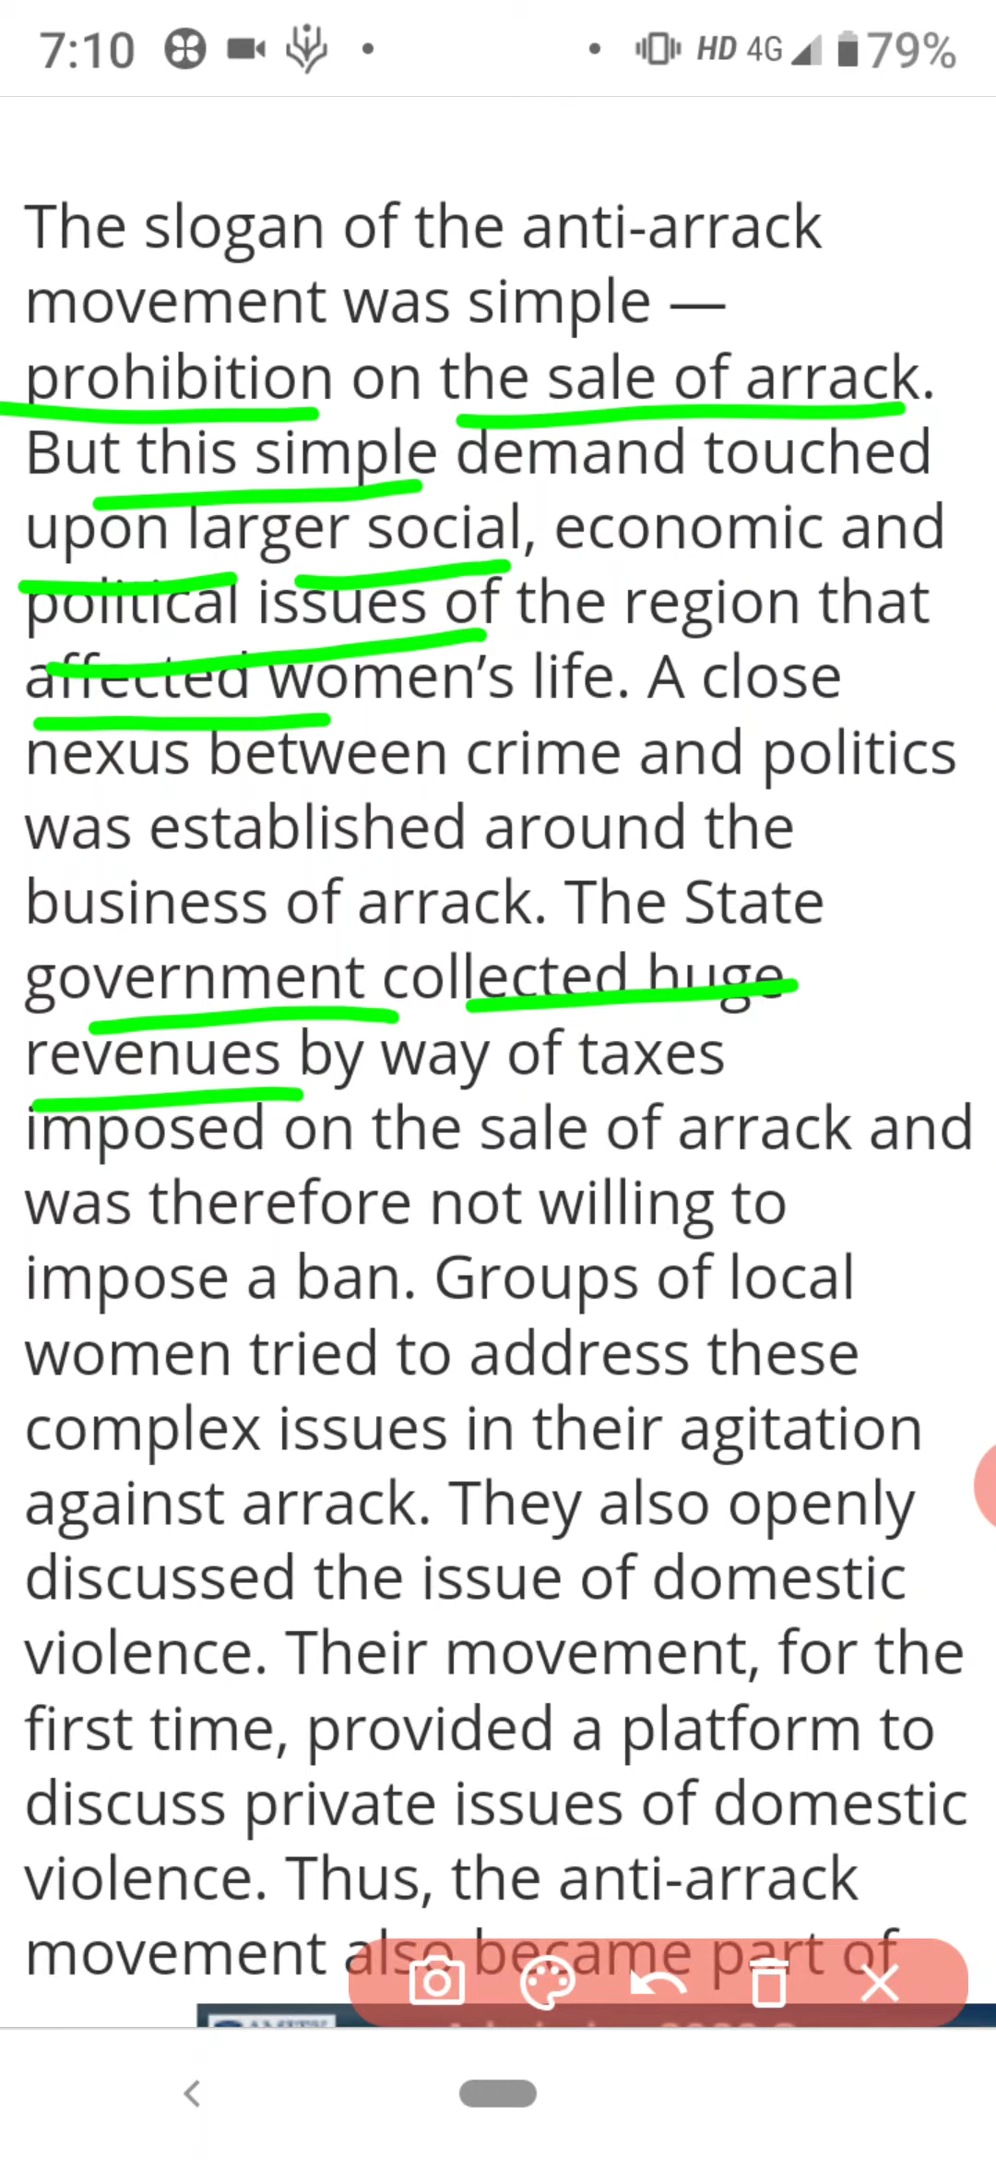 7:10
HD 4G 79%
The slogan of the anti-arrack
movement was simple —
prohibition on the sale of arrack.
But this simple demand touched
upon larger social, economic and
political issues of the region that
affected women's life. A close
nexus between crime and politics
was established around the
business of arrack. The State
government collected huge
revenues by way of taxes
imposed on the sale of arrack and
was therefore not willing to
impose a ban. Groups of local
women tried to address these
complex issues in their agitation
against arrack. They also openly
discussed the issue of domestic
violence. Their movement, for the
first time, provided a platform to
discuss private issues of domestic
violence. Thus, the anti-arrack
movement also became part of